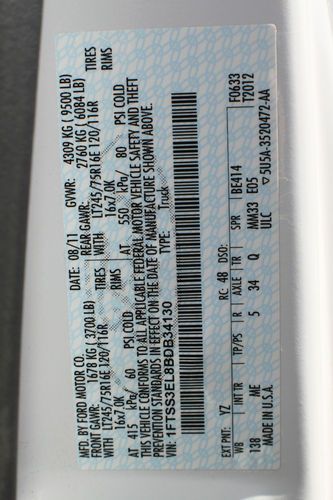 MFD. BY FORD MOTOR CO.
DATE: 08/11 GVWR: 4309 KG ( 9500 LB)
FRONT GAWR: 1678 KG ( 3700 LB) REAR GAWR: 2760 KG ( 6084 LB)
WITH LT245/75R16E 120/116R TIRES WITH LT245/75R16E 120/116R TIRES
16x7.0K RIMS 16x7.0K RIMS
AT 415 kPa/ 60 PSI COLD AT 550 kPa/ 80 PSI COLD
THIS VEHICLE CONFORMS TO ALL APPLICABLE FEDERAL MOTOR VEHICLE SAFETY AND THEFT PREVENTION
STANDARDS IN EFFECT ON THE DATE OF MANUFACTURE SHOWN ABOVE.
VIN: 1FTSS3EL8BDB34130
TYPE: Truck
F0633
T2012
EXT PNT: YZ RC: 48 DSO:
WB INT TR TP/PS R AXLE TR SPR BE4I4
138 ME 5 34 Q MM33 ED5
MADE IN U.S.A. ULC 5U5A-3520472-AA